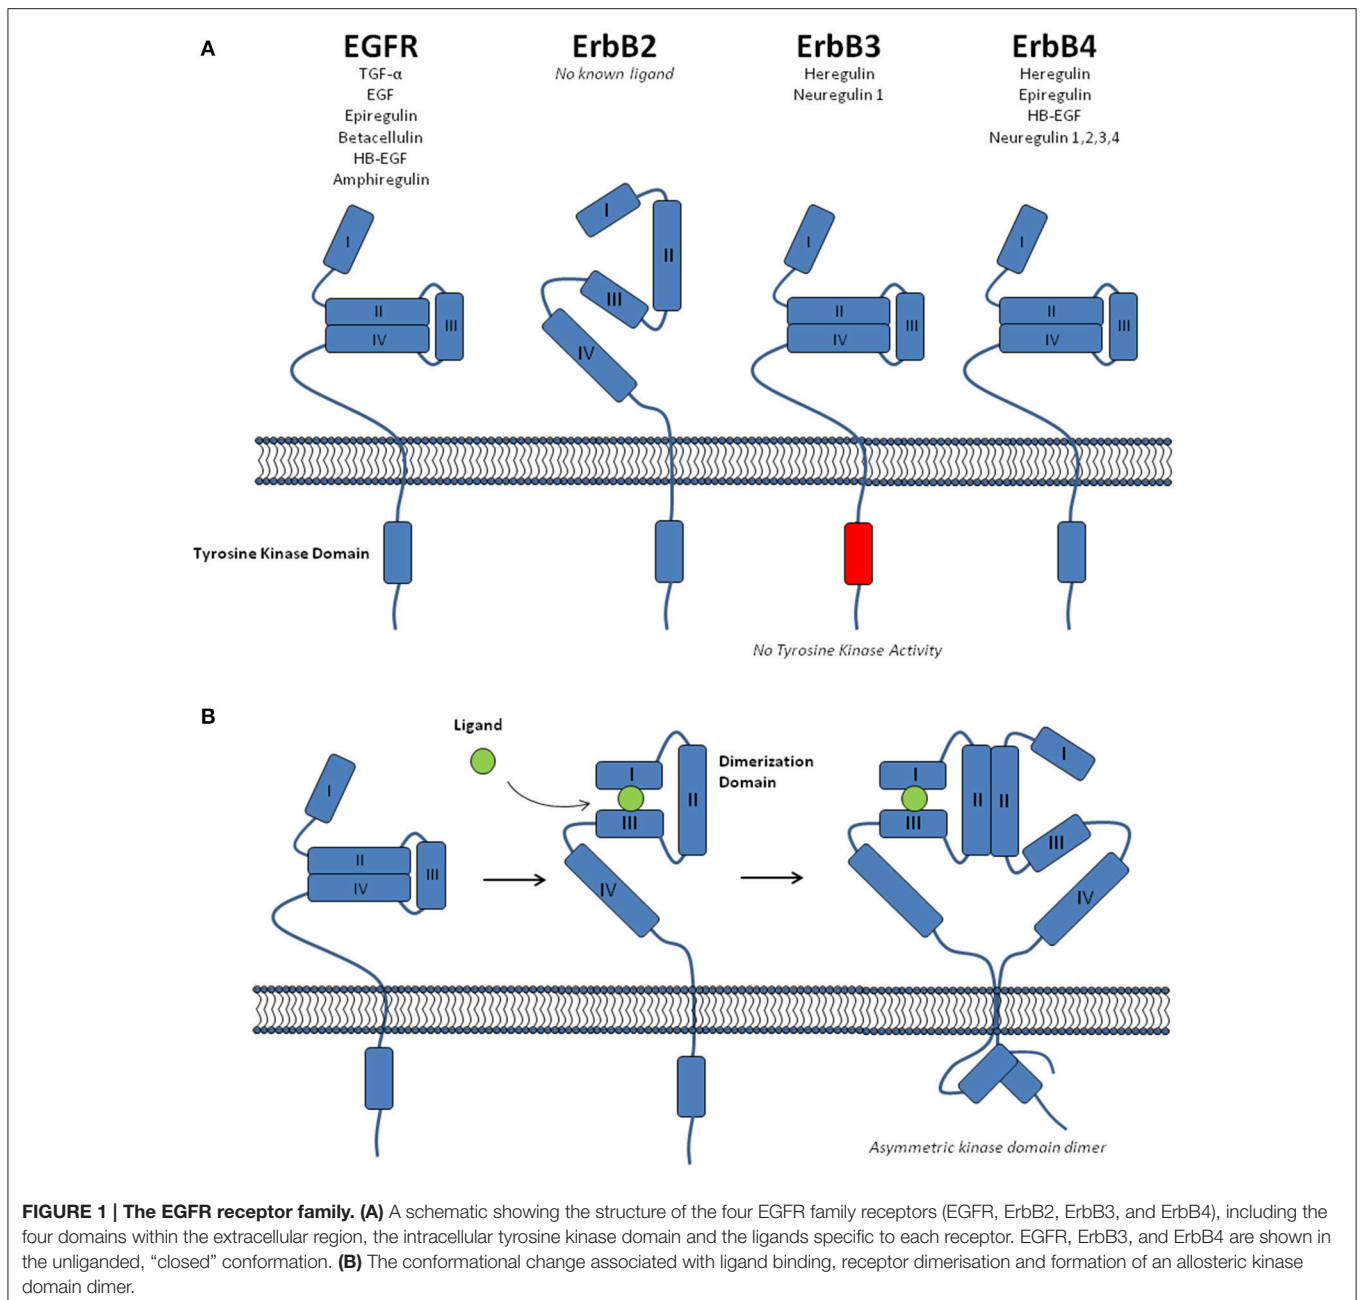 A
EGFR
TGF-α
EGF
Epiregulin
Betacellulin
HB-EGF
Amphiregulin
ErbB2
No known ligand
ErbB3
Heregulin
Neuregulin 1
ErbB4
Heregulin
Epiregulin
HB-EGF
Neuregulin 1,2,3,4
I
II
IV
III
I
II
III
IV
I
II
IV
III
I
II
IV
III
Tyrosine Kinase Domain
No Tyrosine Kinase Activity
B
Ligand
Dimerization
Domain
I
II
IV
III
I
II
III
IV
I
II
II
I
III
III
IV
Asymmetric kinase domain dimer
FIGURE 1 | The EGFR receptor family. (A) A schematic showing the structure of the four EGFR family receptors (EGFR, ErbB2, ErbB3, and ErbB4), including the
four domains within the extracellular region, the intracellular tyrosine kinase domain and the ligands specific to each receptor. EGFR, ErbB3, and ErbB4 are shown in
the unliganded, “closed” conformation. (B) The conformational change associated with ligand binding, receptor dimerisation and formation of an allosteric kinase
domain dimer.